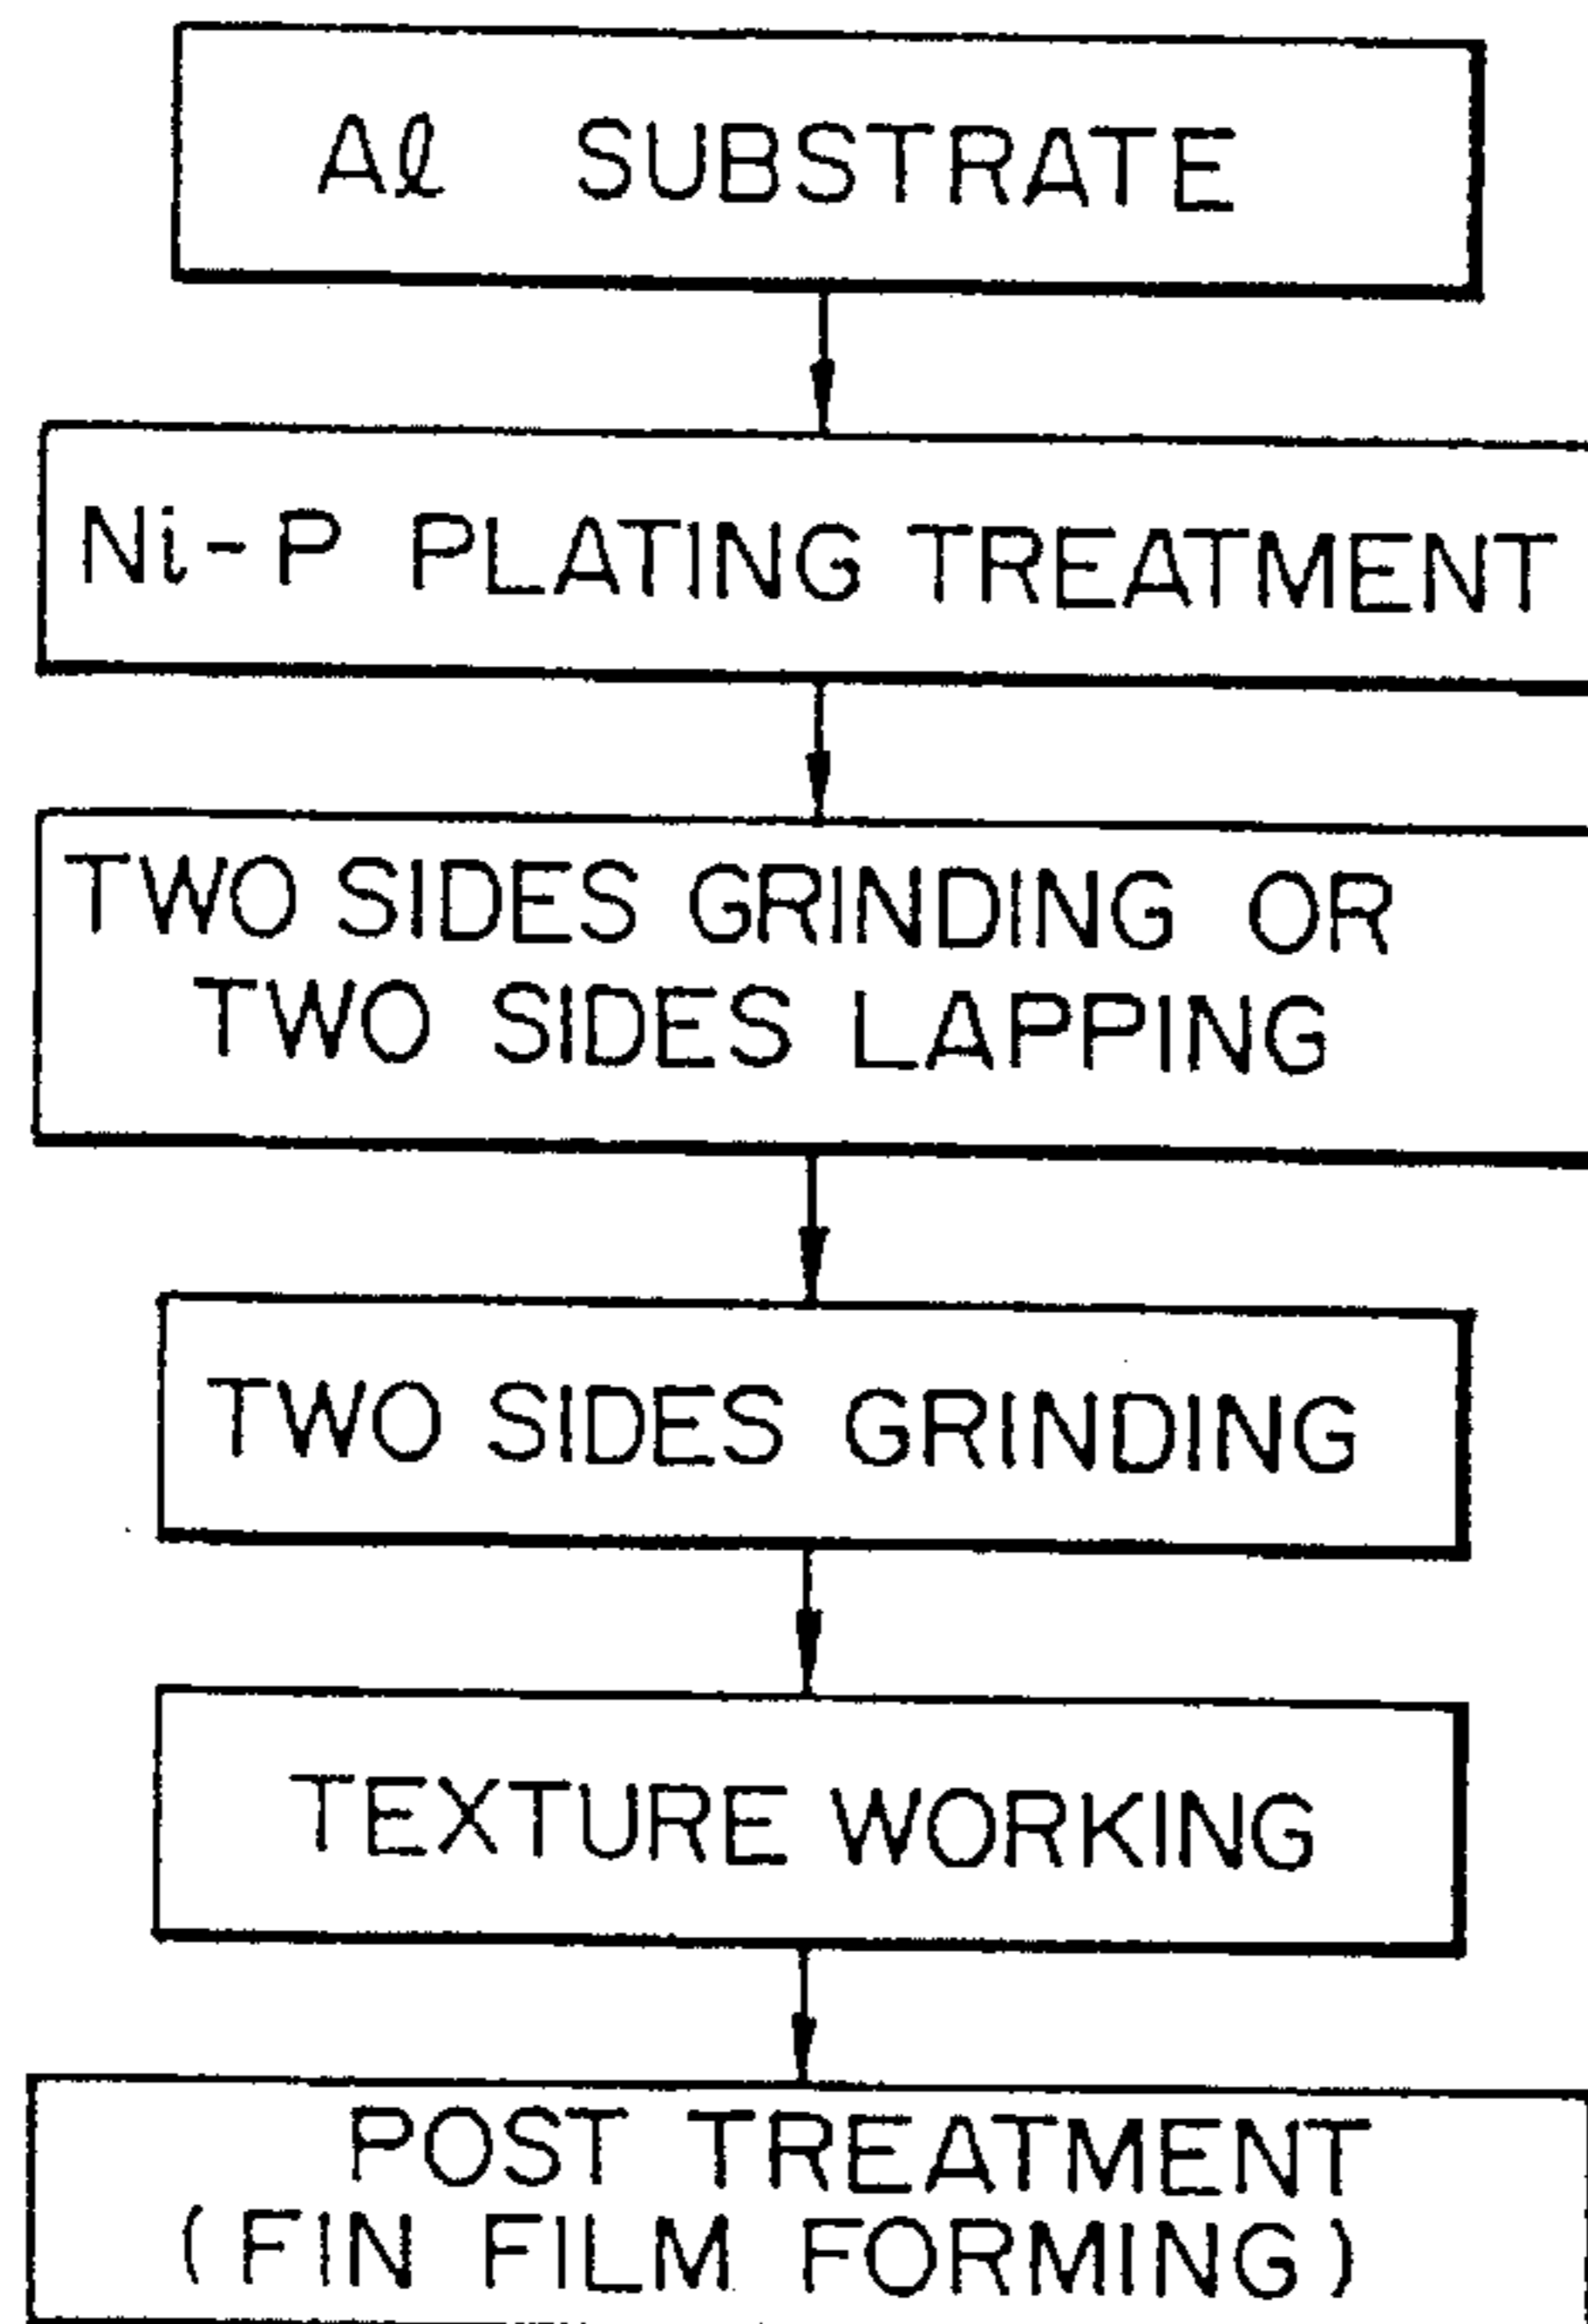 Aℓ SUBSTRATE
Ni-P PLATING TREATMENT
TWO SIDES GRINDING OR
TWO SIDES LAPPING
TWO SIDES GRINDING
TEXTURE WORKING
POST TREATMENT
(FIN FILM FORMING)